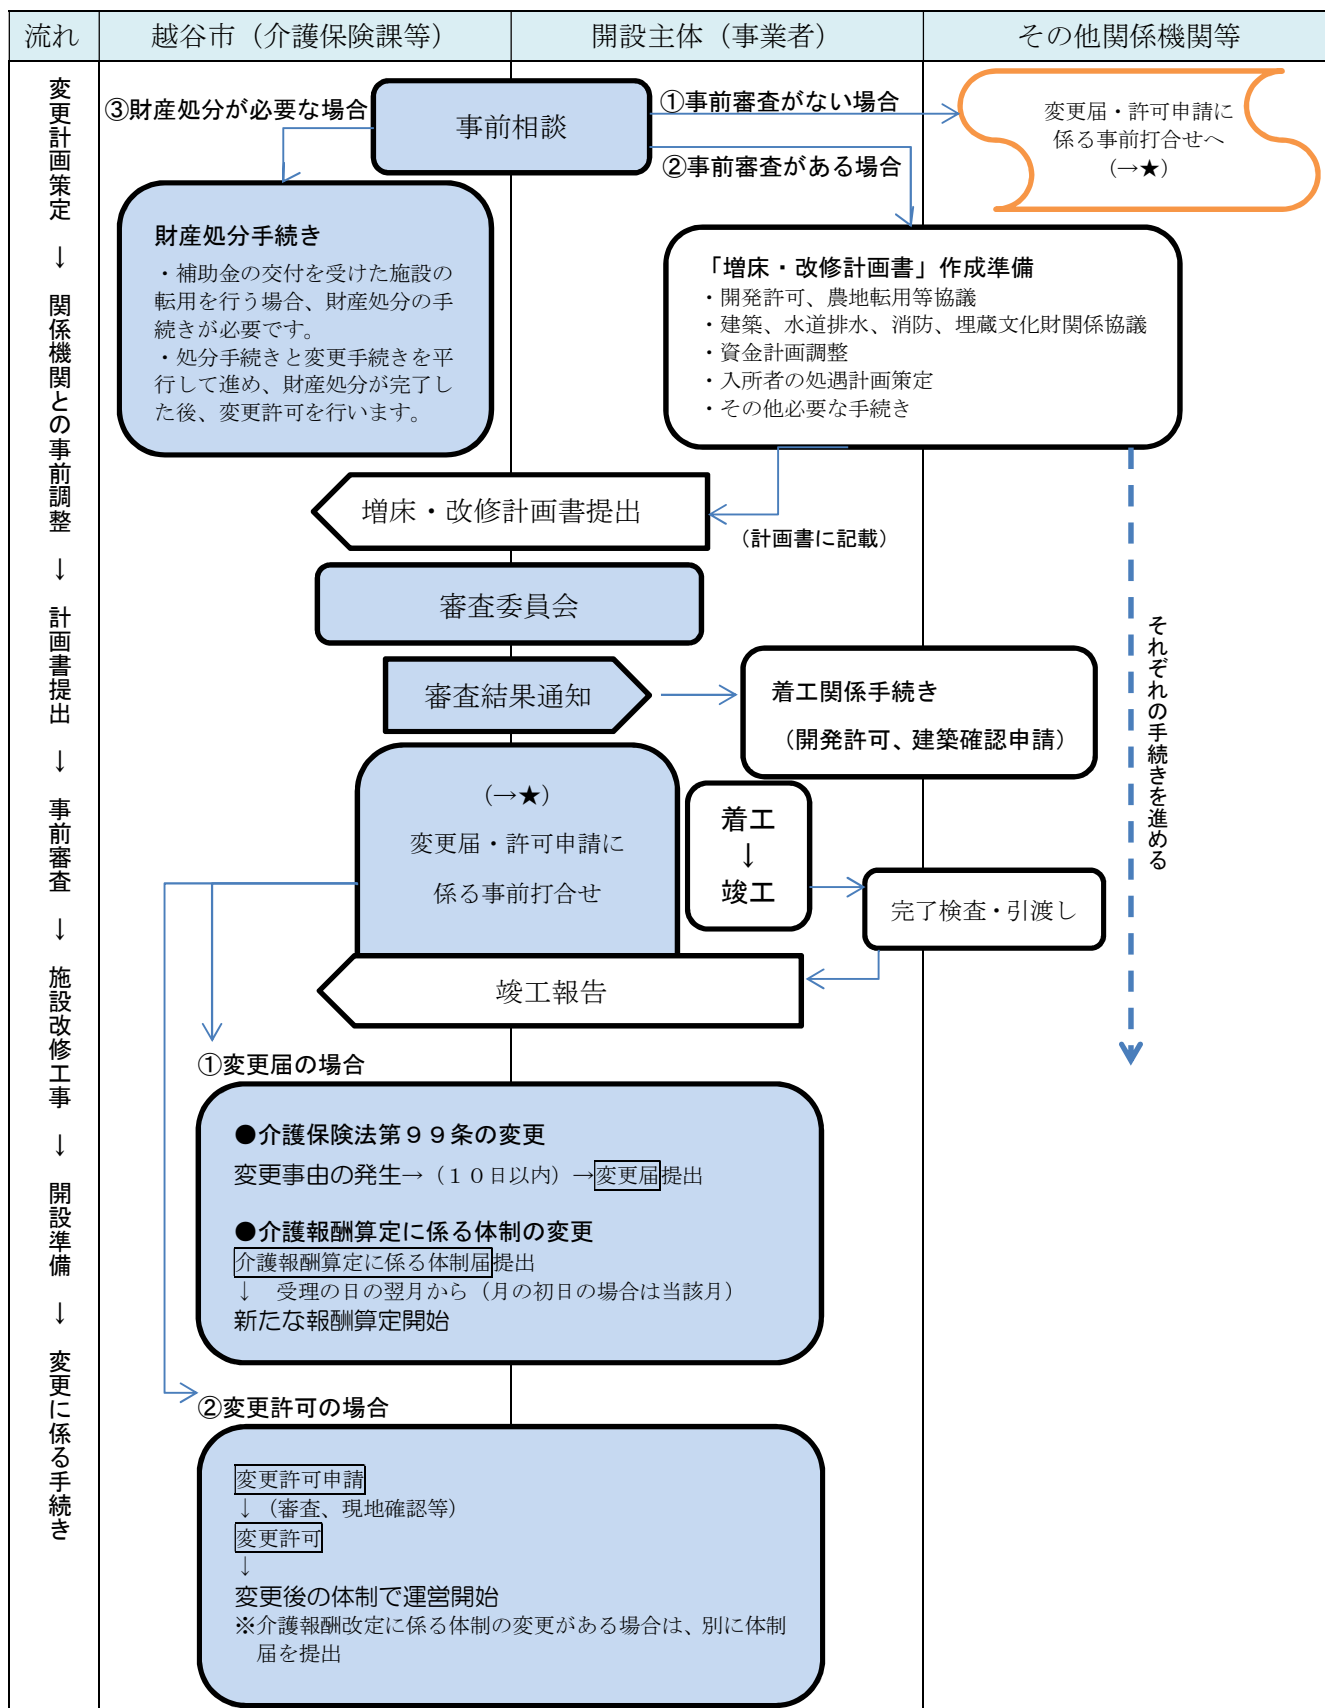 流れ
越谷市（介護保険課等）
開設主体（事業者）
その他関係機関等
変更計画策定 ↓ 関係機関との事前調整 ↓ 計画書提出 ↓ 事前審査 ↓ 施設改修工事 ↓ 開設準備 ↓ 変更に係る手続き
③財産処分が必要な場合
事前相談
①事前審査がない場合
②事前審査がある場合
変更届・許可申請に
係る事前打合せへ
（→★）
財産処分手続き
・補助金の交付を受けた施設の
転用を行う場合、財産処分の手
続きが必要です。
・処分手続きと変更手続きを平
行して進め、財産処分が完了し
た後、変更許可を行います。
「増床・改修計画書」作成準備
・開発許可、農地転用等協議
・建築、水道排水、消防、埋蔵文化財関係協議
・資金計画調整
・入所者の処遇計画策定
・その他必要な手続き
増床・改修計画書提出
（計画書に記載）
審査委員会
審査結果通知
着工関係手続き
（開発許可、建築確認申請）
それぞれの手続きを進める
（→★）
変更届・許可申請に
係る事前打合せ
着工
↓
竣工
完了検査・引渡し
竣工報告
①変更届の場合
●介護保険法第９９条の変更
変更事由の発生→（１０日以内）→変更届提出
●介護報酬算定に係る体制の変更
介護報酬算定に係る体制届提出
↓　受理の日の翌月から（月の初日の場合は当該月）
新たな報酬算定開始
②変更許可の場合
変更許可申請
↓（審査、現地確認等）
変更許可
↓
変更後の体制で運営開始
※介護報酬改定に係る体制の変更がある場合は、別に体制
届を提出